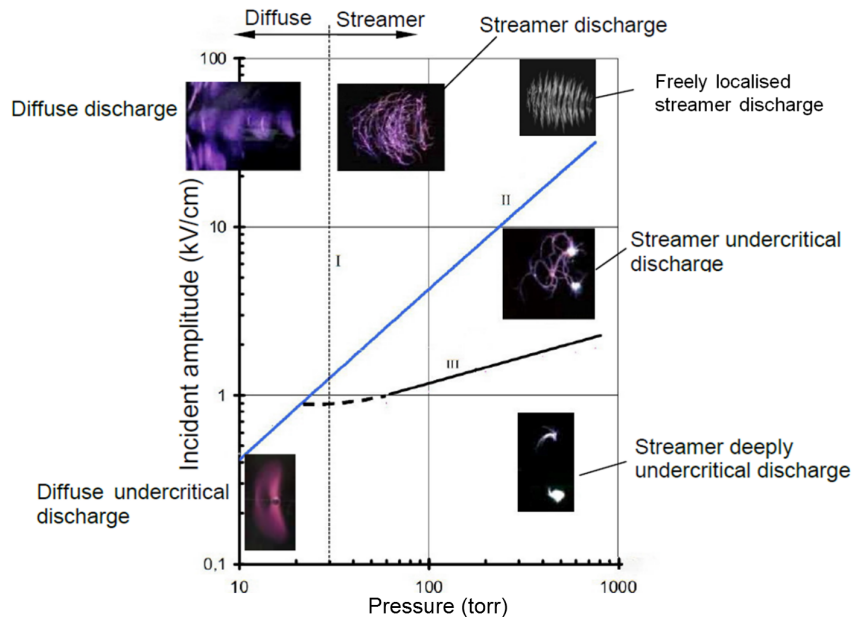 Diffuse
Streamer
Streamer discharge
100
Freely localised
streamer discharge
Diffuse discharge
II
10
Streamer undercritical
discharge
I
Incident amplitude (kV/cm)
III
1
Streamer deeply
undercritical discharge
Diffuse undercritical
discharge
0,1
10
100
1000
Pressure (torr)